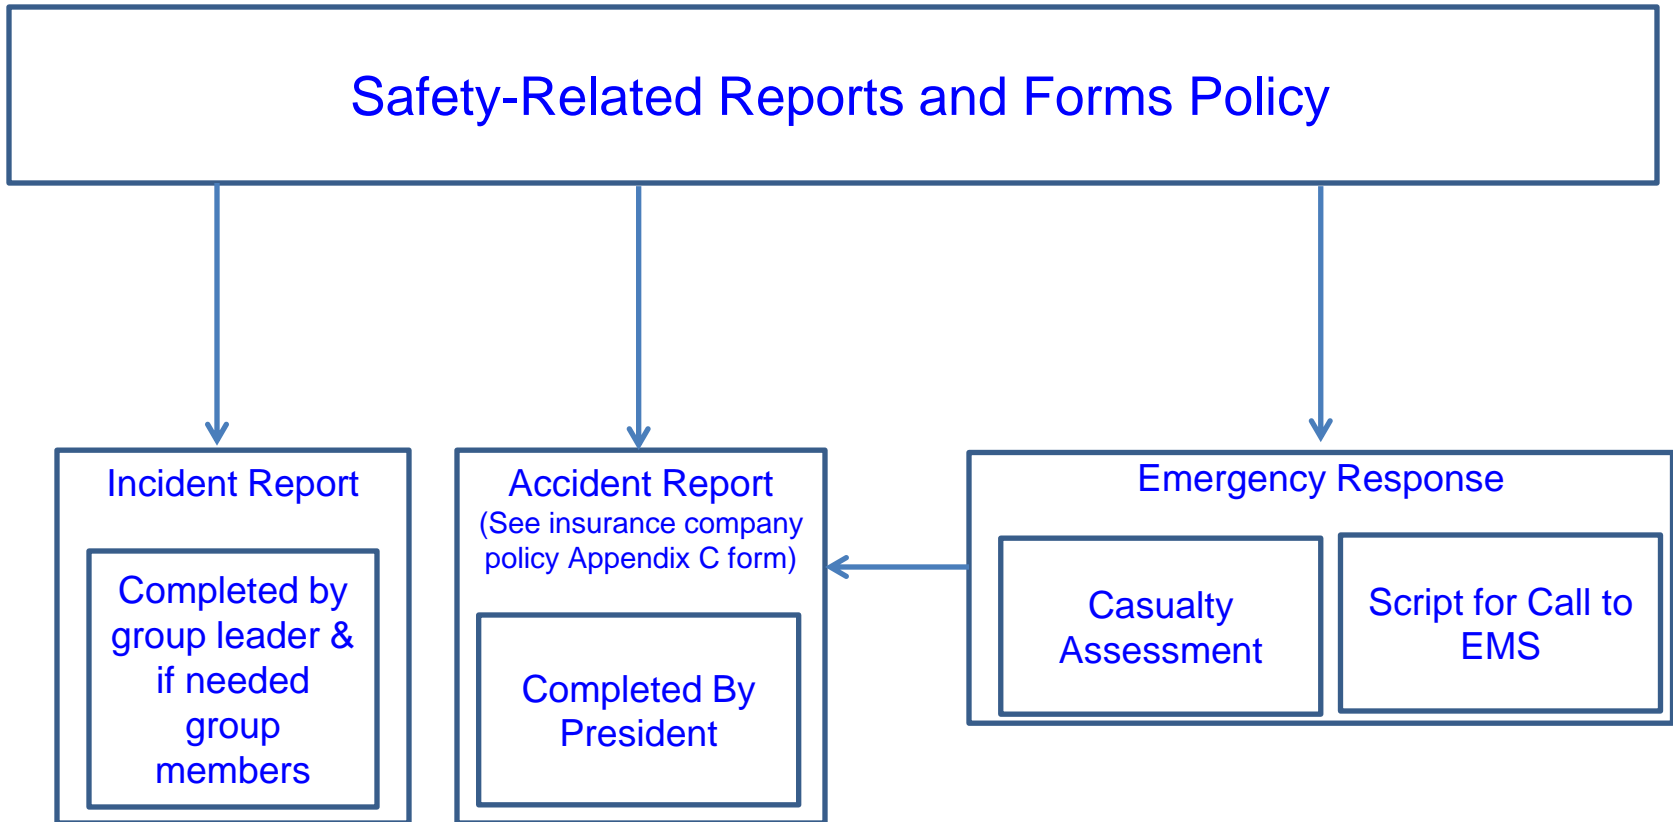 Safety-Related Reports and Forms Policy
Incident Report
Completed by
group leader &
if needed
group
members
Accident Report
(See insurance company
policy Appendix C form)
Completed By
President
Emergency Response
Casualty
Assessment
Script for Call to
EMS